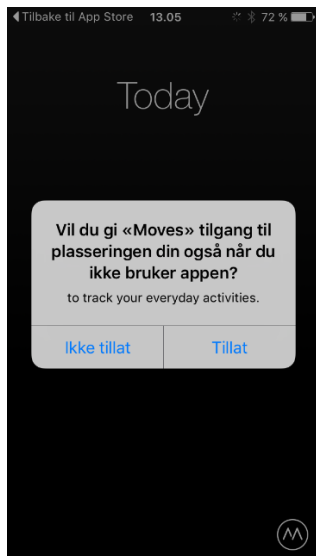 Tilbake til App Store 13.05 72 %
Today
Vil du gi «Moves» tilgang til
plasseringen din også når du
ikke bruker appen?
to track your everyday activities.
Ikke tillat Tillat